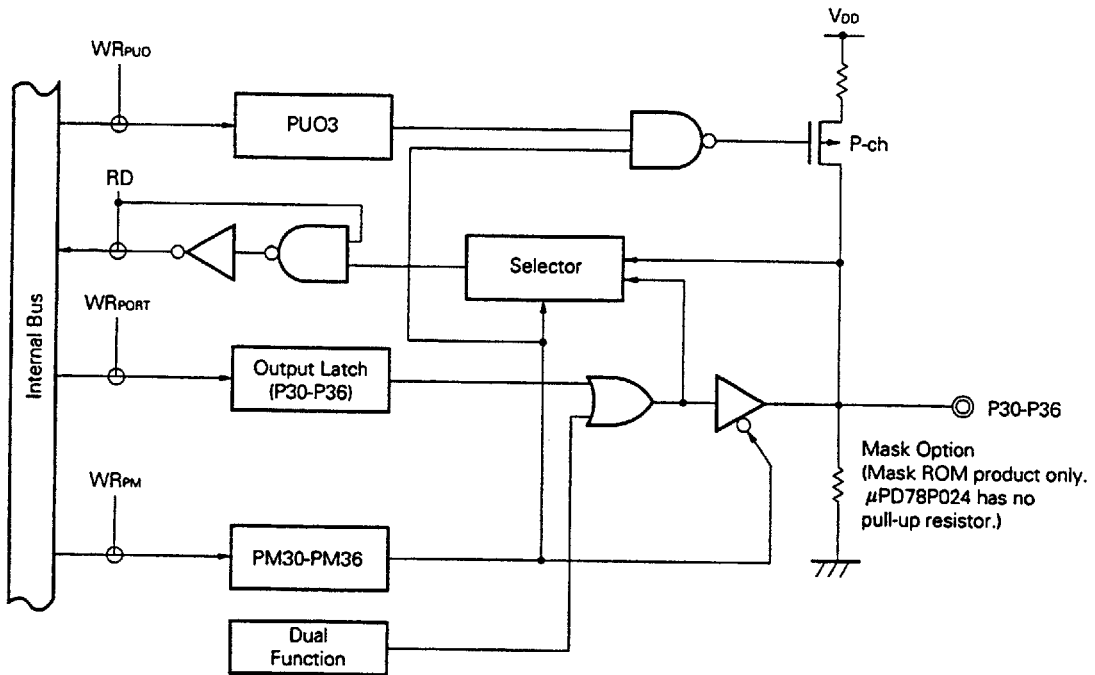 VDD
WRPUO
PUO3
P-ch
RD
Selector
Internal Bus
WRPORT
Output Latch
(P30-P36)
P30-P36
Mask Option
(Mask ROM product only.
µPD78P024 has no
pull-up resistor.)
WRPM
PM30-PM36
Dual
Function